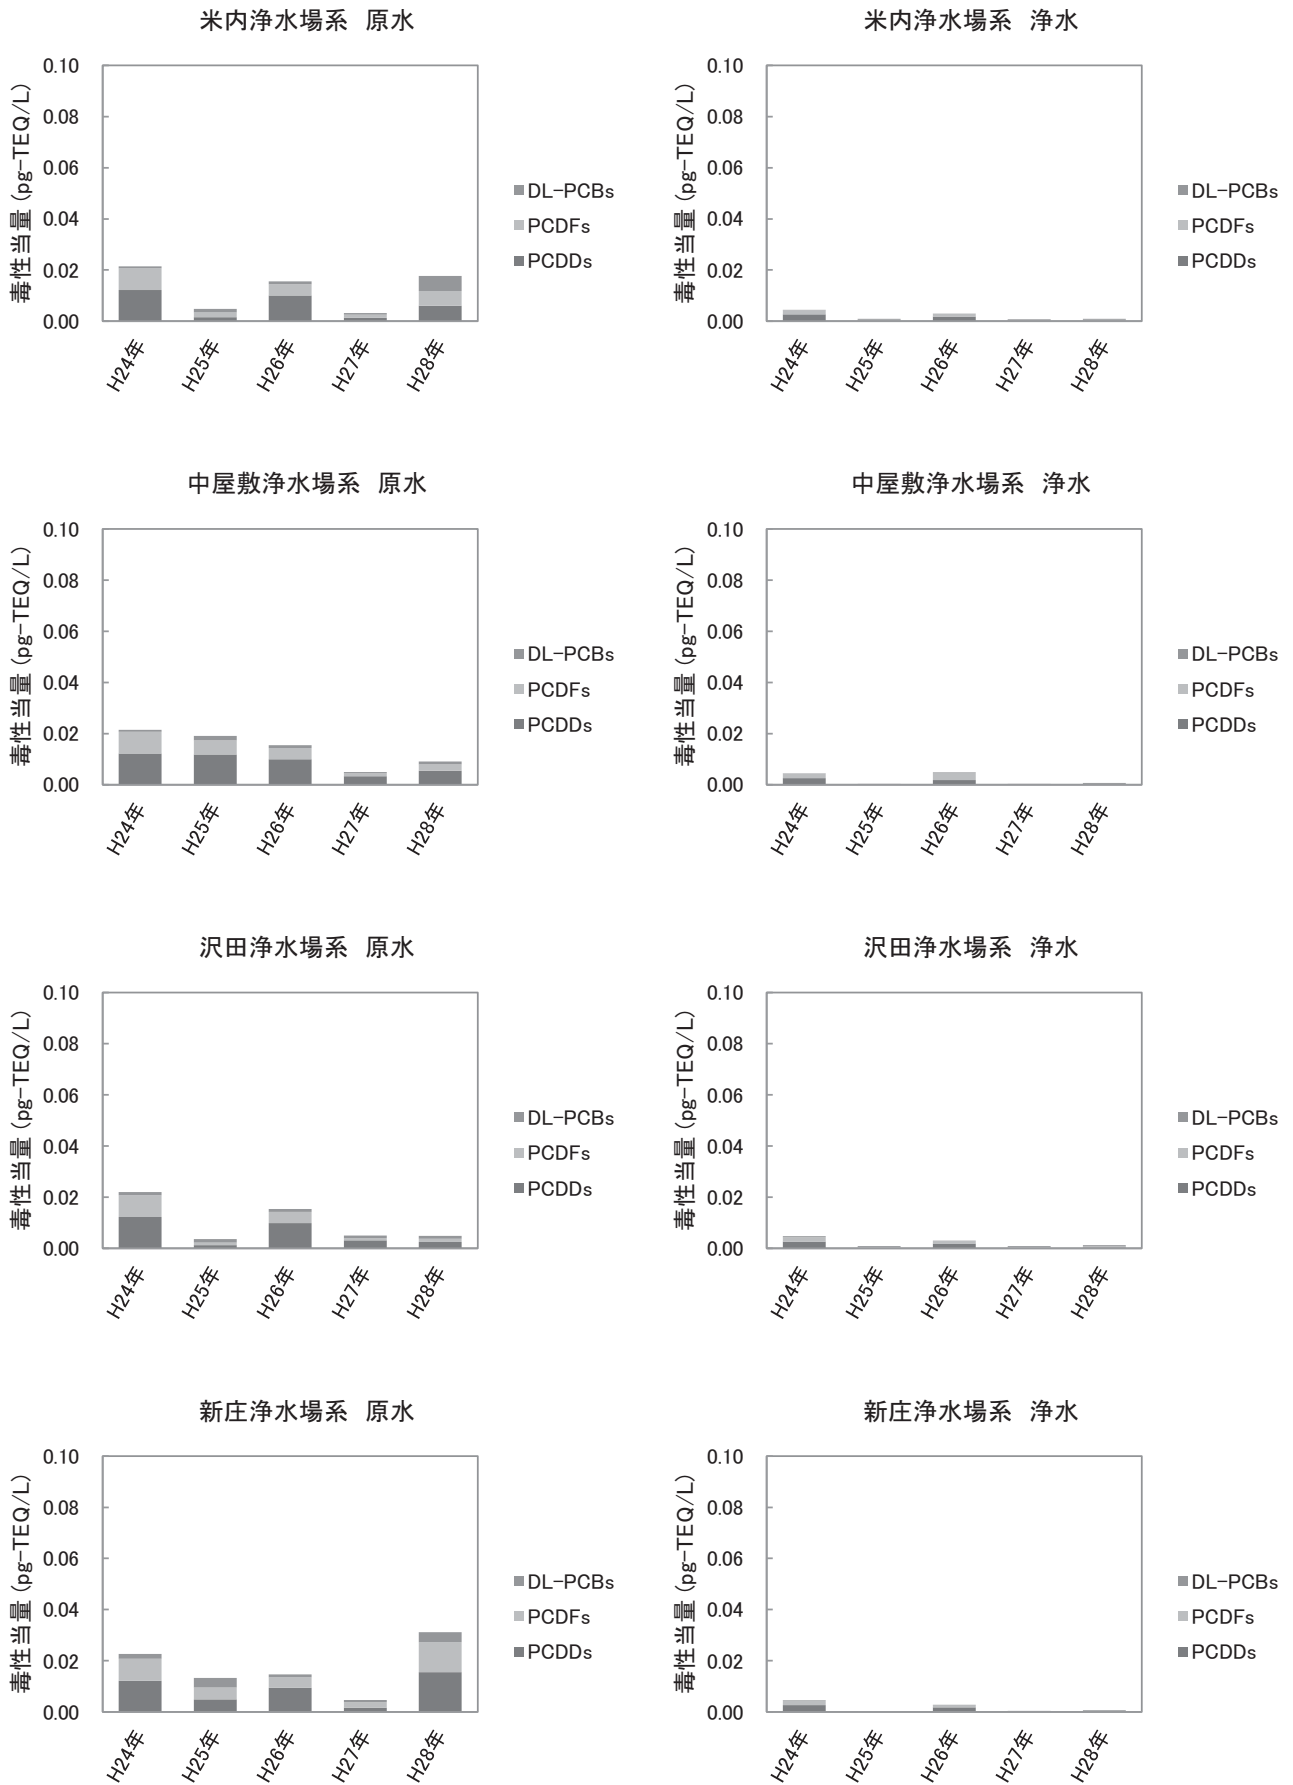 米内浄水場系 原水
毒性当量 (pg-TEQ/L)
0.10
0.08
0.06
0.04
0.02
0.00
H24年
H25年
H26年
H27年
H28年
DL-PCBs
PCDFs
PCDDs
米内浄水場系 浄水
毒性当量 (pg-TEQ/L)
0.10
0.08
0.06
0.04
0.02
0.00
H24年
H25年
H26年
H27年
H28年
DL-PCBs
PCDFs
PCDDs
中屋敷浄水場系 原水
毒性当量 (pg-TEQ/L)
0.10
0.08
0.06
0.04
0.02
0.00
H24年
H25年
H26年
H27年
H28年
DL-PCBs
PCDFs
PCDDs
中屋敷浄水場系 浄水
毒性当量 (pg-TEQ/L)
0.10
0.08
0.06
0.04
0.02
0.00
H24年
H25年
H26年
H27年
H28年
DL-PCBs
PCDFs
PCDDs
沢田浄水場系 原水
毒性当量 (pg-TEQ/L)
0.10
0.08
0.06
0.04
0.02
0.00
H24年
H25年
H26年
H27年
H28年
DL-PCBs
PCDFs
PCDDs
沢田浄水場系 浄水
毒性当量 (pg-TEQ/L)
0.10
0.08
0.06
0.04
0.02
0.00
H24年
H25年
H26年
H27年
H28年
DL-PCBs
PCDFs
PCDDs
新庄浄水場系 原水
毒性当量 (pg-TEQ/L)
0.10
0.08
0.06
0.04
0.02
0.00
H24年
H25年
H26年
H27年
H28年
DL-PCBs
PCDFs
PCDDs
新庄浄水場系 浄水
毒性当量 (pg-TEQ/L)
0.10
0.08
0.06
0.04
0.02
0.00
H24年
H25年
H26年
H27年
H28年
DL-PCBs
PCDFs
PCDDs